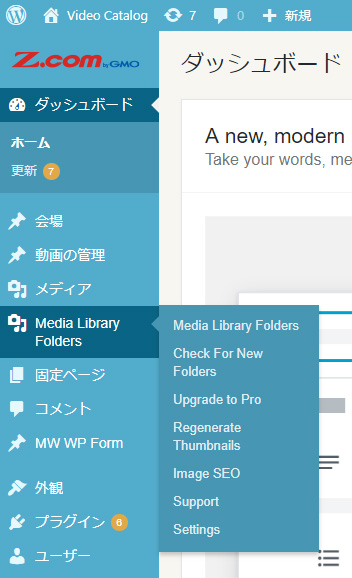 Video Catalog 7 0 新規
Z.com by GMO
ダッシュボード
ダッシュボード
A new, modern
Take your words, me
ホーム
更新 7
会場
動画の管理
メディア
Media Library
Folders
固定ページ
コメント
MW WP Form
外観
プラグイン 6
ユーザー
Media Library Folders
Check For New
Folders
Upgrade to Pro
Regenerate
Thumbnails
Image SEO
Support
Settings